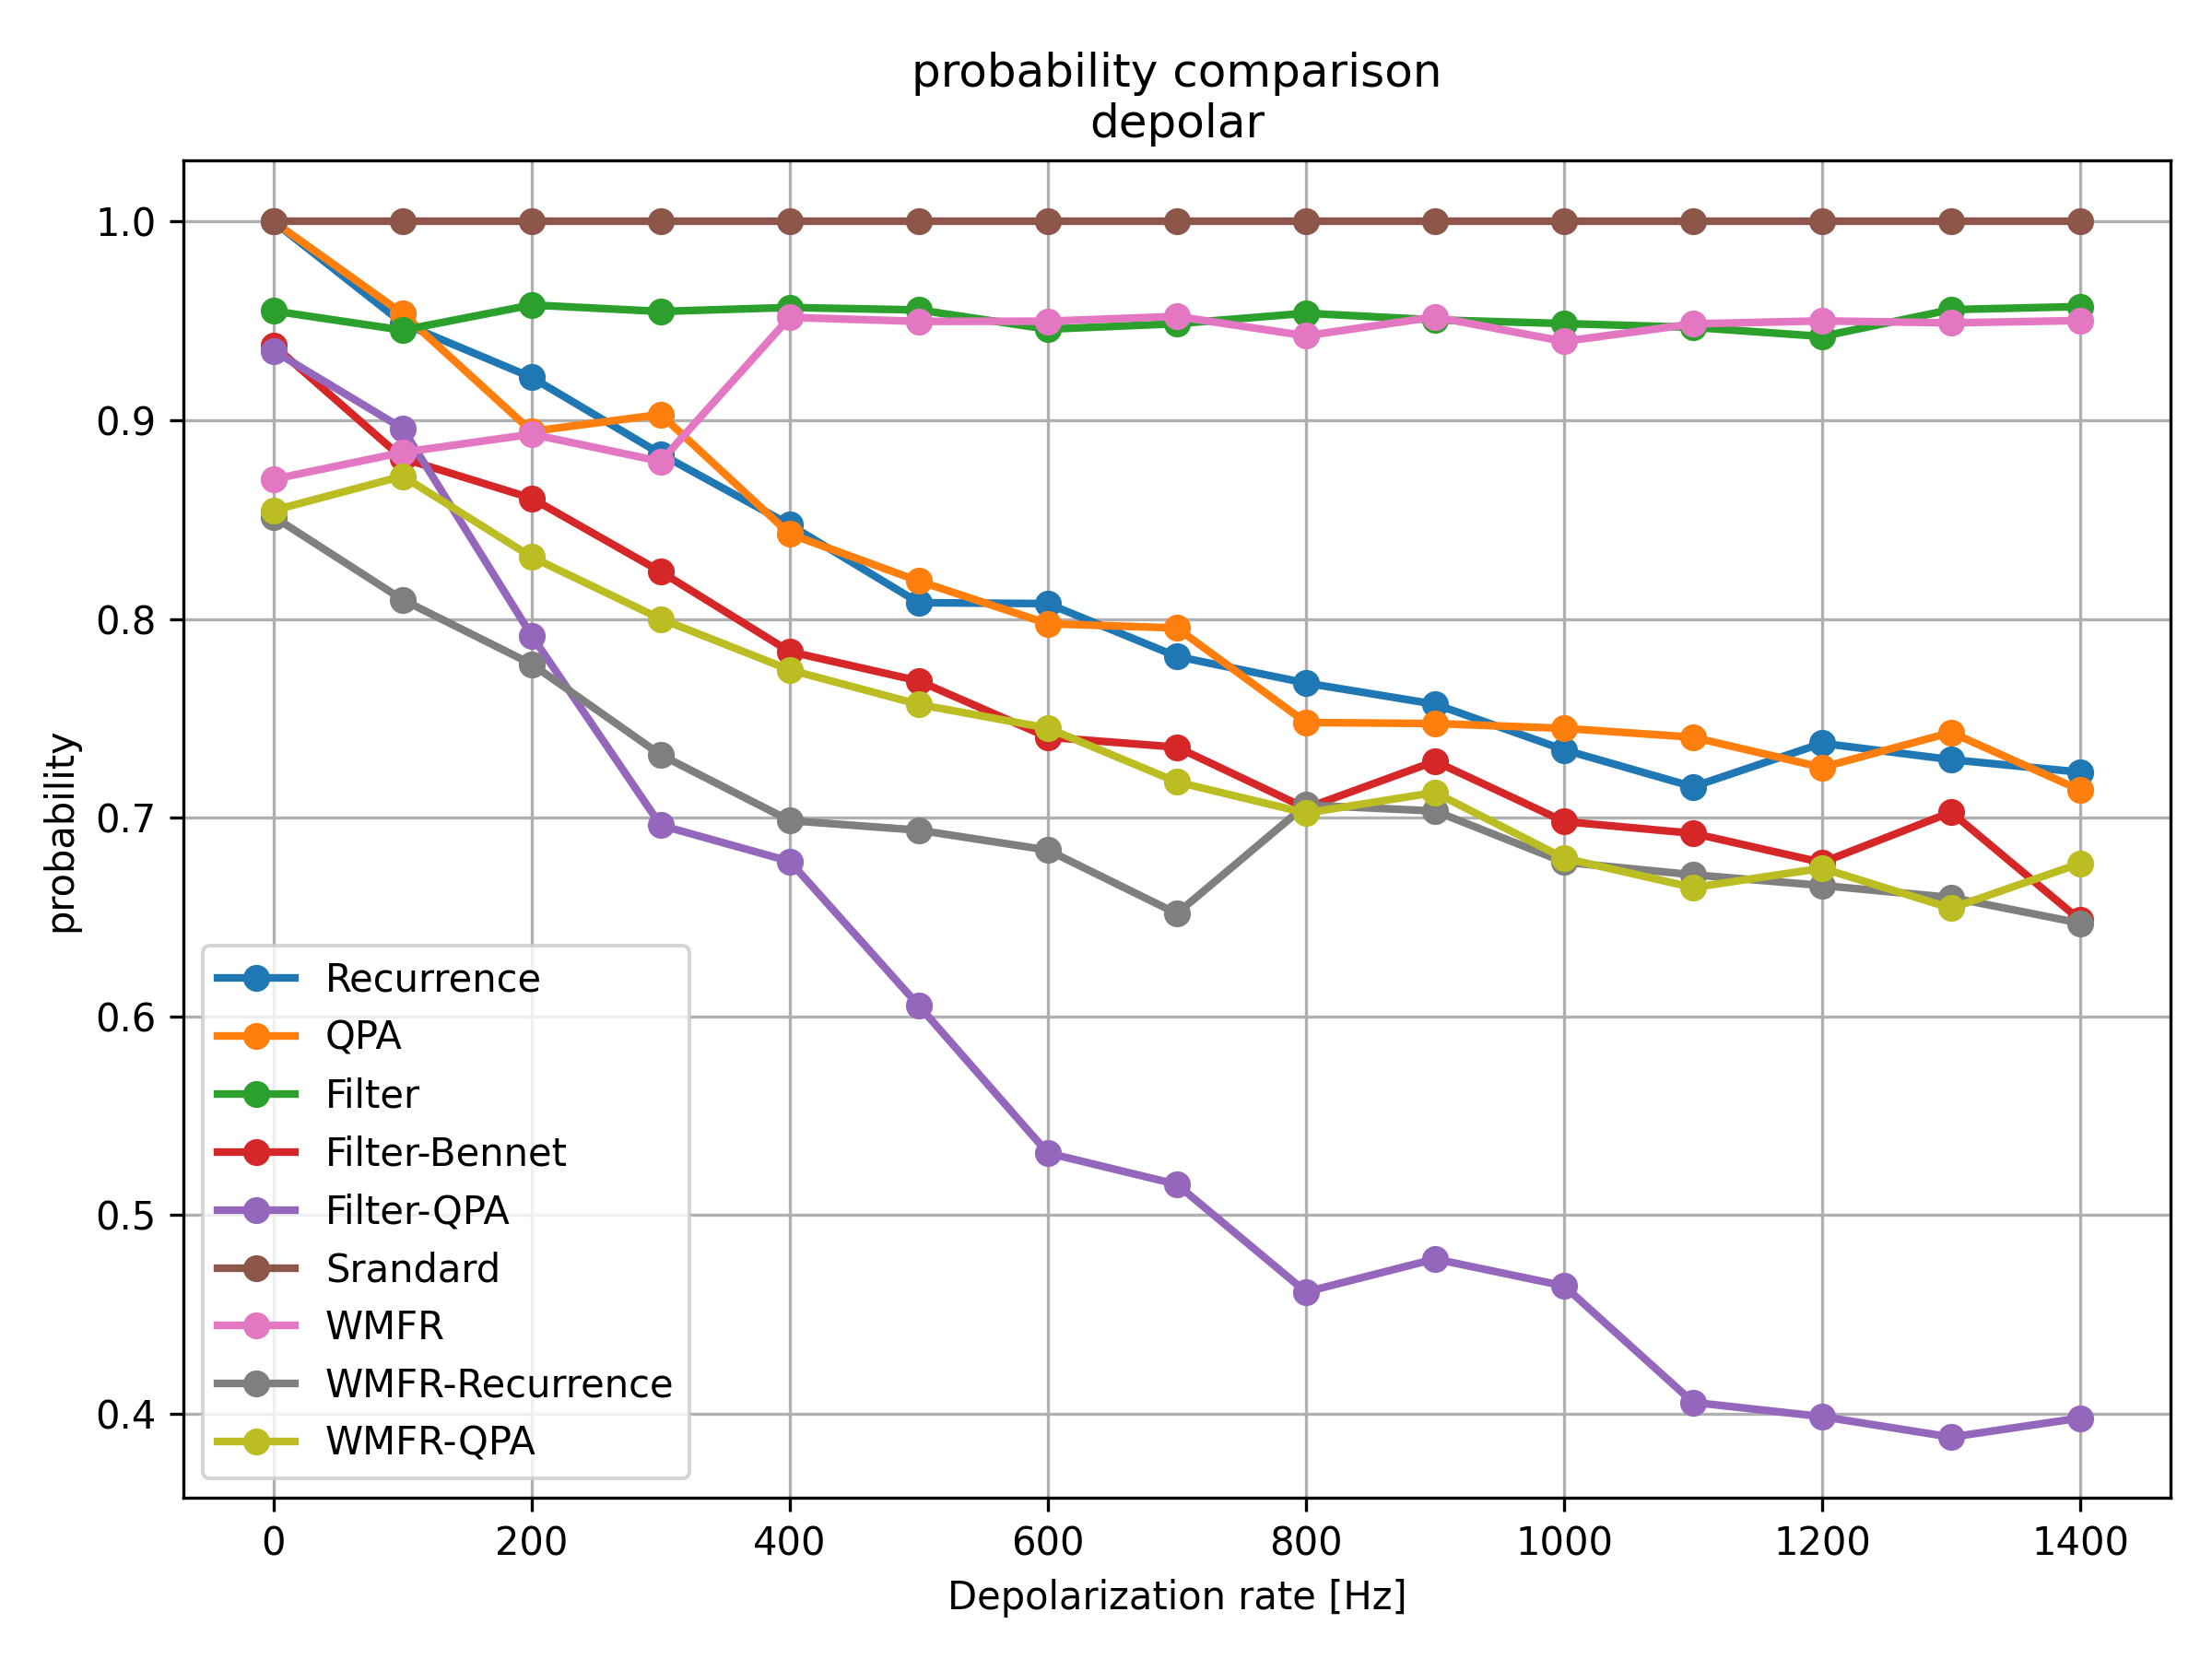 probability comparison
depolar
probability
1.0
0.9
0.8
0.7
0.6
0.5
0.4
Recurrence
QPA
Filter
Filter-Bennet
Filter-QPA
Srandard
WMFR
WMFR-Recurrence
WMFR-QPA
0 200 400 600 800 1000 1200 1400
Depolarization rate [Hz]